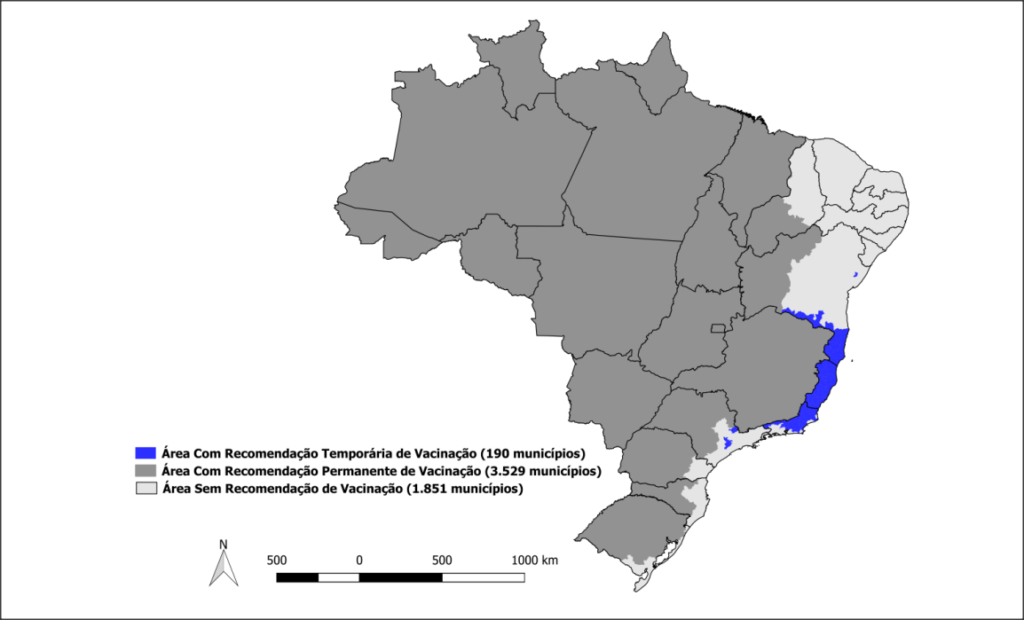 Área Com Recomendação Temporária de Vacinação (190 municípios)
Área Com Recomendação Permanente de Vacinação (3.529 municípios)
Área Sem Recomendação de Vacinação (1.851 municípios)
N
500 0 500 1000 km